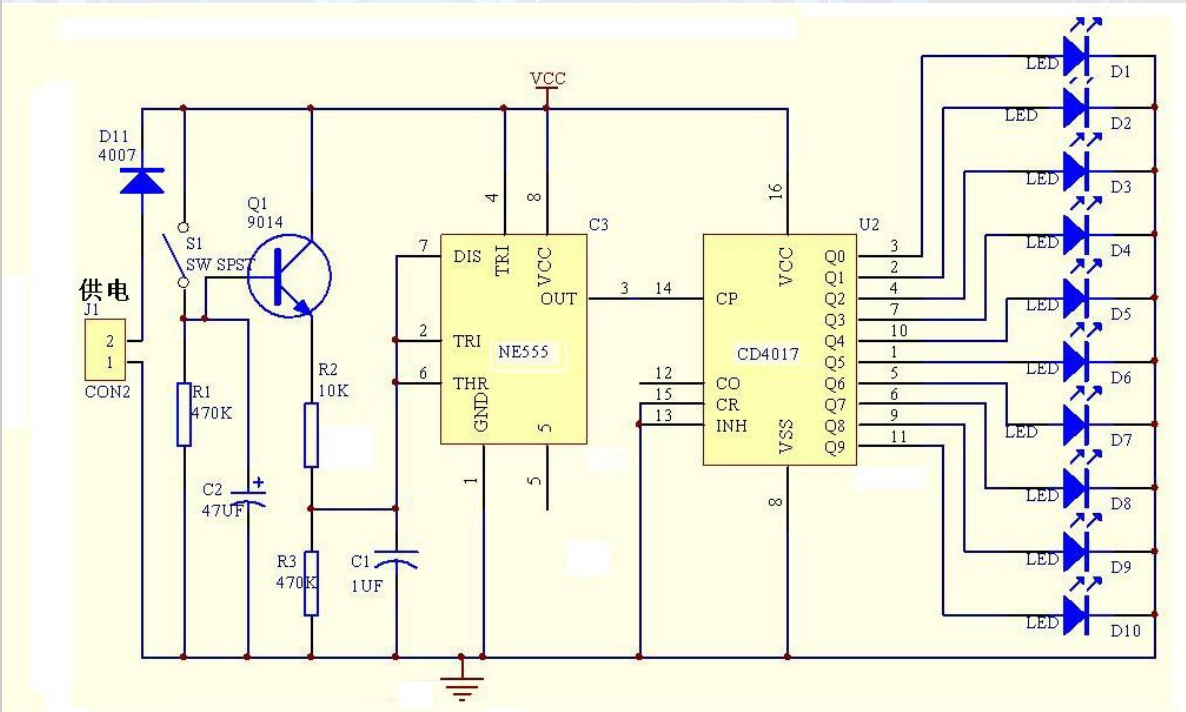 VCC
D11
4007
S1
SW SPST
Q1
9014
供电
J1
2
1
CON2
R1
470K
C2
+
47UF
R2
10K
R3
470K
C1
1UF
C3
4
8
7
DIS
TRI
VCC
OUT
3
2
TRI
NE555
6
THR
GND
5
1
5
U2
16
VCC
14
CP
CD4017
12
CO
15
CR
13
INH
VSS
8
Q0
3
Q1
2
Q2
4
Q3
7
Q4
10
Q5
1
Q6
5
Q7
6
Q8
9
Q9
11
LED
D1
LED
D2
LED
D3
LED
D4
LED
D5
LED
D6
LED
D7
LED
D8
LED
D9
LED
D10